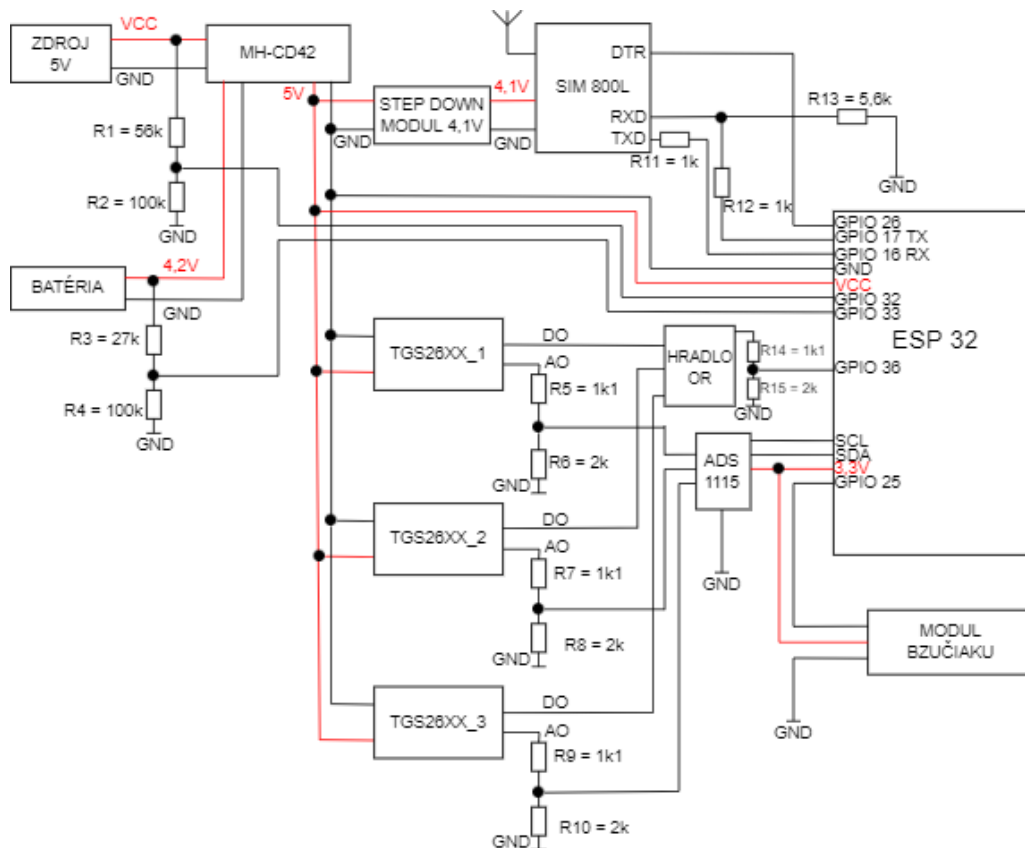 ZDROJ
5V
VCC
GND
MH-CD42
R1 = 56k
R2 = 100k
GND
BATÉRIA
4,2V
GND
R3 = 27k
R4 = 100k
GND
5V
GND
STEP DOWN
MODUL 4,1V
4,1V
GND
SIM 800L
DTR
RXD
TXD
R11 = 1k
R12 = 1k
R13 = 5,6k
GND
GPIO 26
GPIO 17 TX
GPIO 16 RX
GND
VCC
GPIO 32
GPIO 33
ESP 32
GPIO 36
SCL
SDA
3,3V
GPIO 25
TGS26XX_1
DO
AO
R5 = 1k1
R6 = 2k
GND
HRADLO
OR
R14 = 1k1
R15 = 2k
GND
ADS
1115
GND
TGS26XX_2
DO
AO
R7 = 1k1
R8 = 2k
GND
TGS26XX_3
DO
AO
R9 = 1k1
R10 = 2k
GND
MODUL
BZUČIAKU
GND